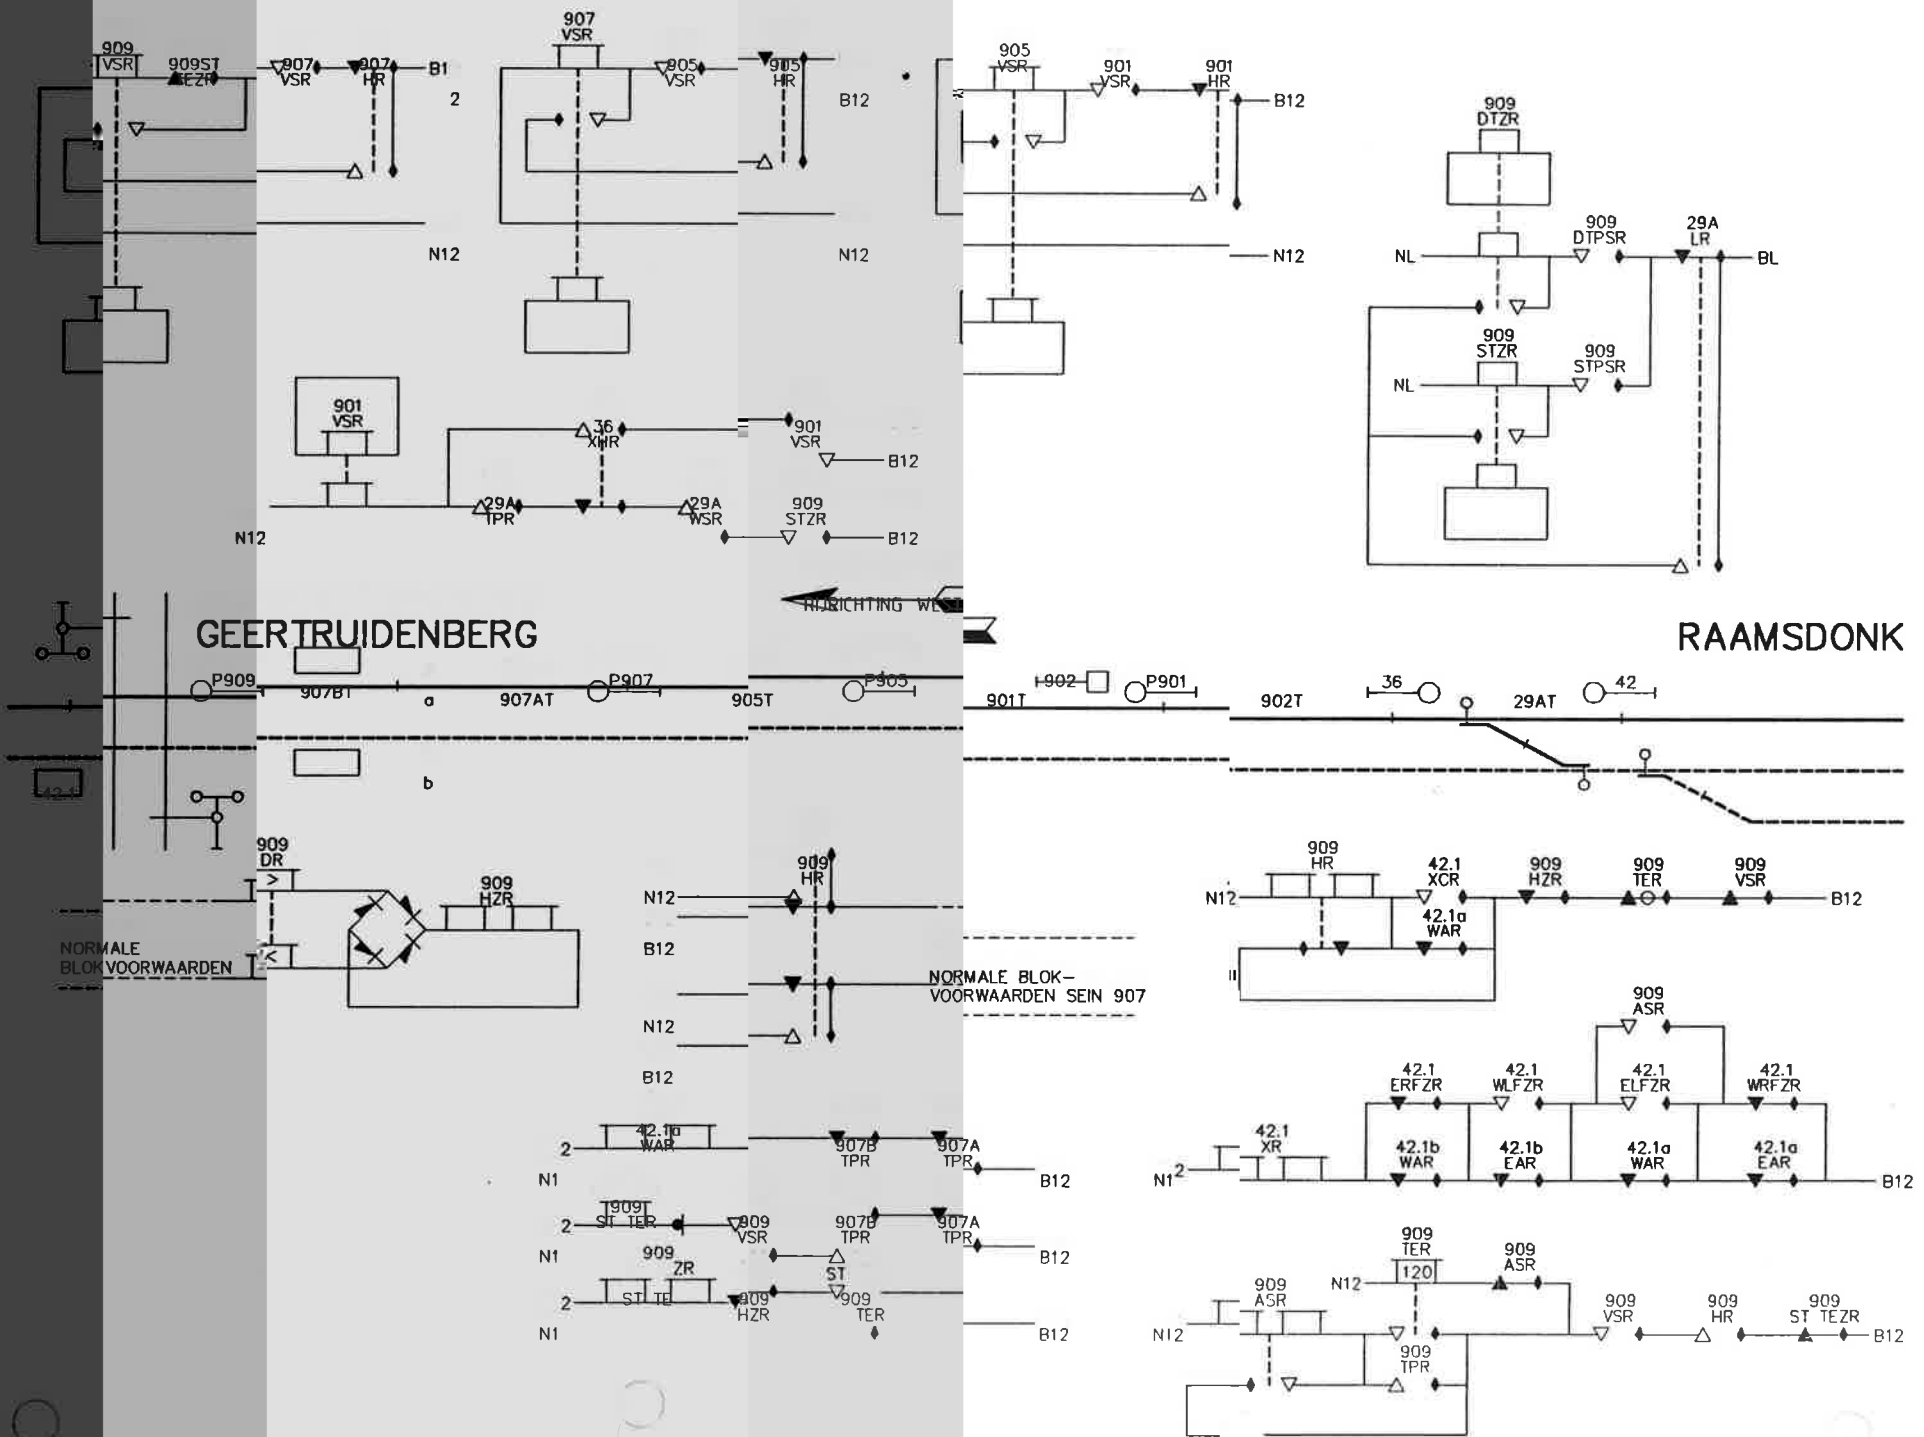 907
VSR
909
VSR
909ST
TEZR
907
VSR
907
HR
B1
2
905
VSR
905
HR
B12
905
VSR
901
VSR
901
HR
B12
909
DTZR
N12
N12
N12
NL
909
DTPSR
29A
LR
BL
909
STZR
NL
909
STPSR
901
VSR
36
XHR
901
VSR
B12
N12
29A
TPR
29A
WSR
909
STZR
B12
RIJRICHTING
GEERTRUIDENBERG
RAAMSDONK
P909
907BT
a
907AT
P907
905T
P905
901T
902
P901
902T
36
29AT
42
42.1
b
909
DR
909
HZR
909
HR
N12
B12
N12
B12
NORMALE
BLOKVOORWAARDEN
NORMALE BLOK-
VOORWAARDEN SEIN 907
909
HR
N12
42.1
XCR
909
HZR
909
TER
909
VSR
B12
42.1a
WAR
909
ASR
42.1
ERFZR
42.1
WLFZR
42.1
ELFZR
42.1
WRFZR
42.1
XR
N12
42.1b
WAR
42.1b
EAR
42.1a
WAR
42.1a
EAR
B12
42.1a
WAR
2
N1
907B
TPR
907A
TPR
B12
909
ST TER
2
N1
909
VSR
907B
TPR
907A
TPR
B12
909
ZR
ST TE
2
N1
909
HZR
ST
909
TER
B12
909
TER
120
N12
909
ASR
909
ASR
N12
909
TPR
909
VSR
909
HR
909
ST TEZR
B12